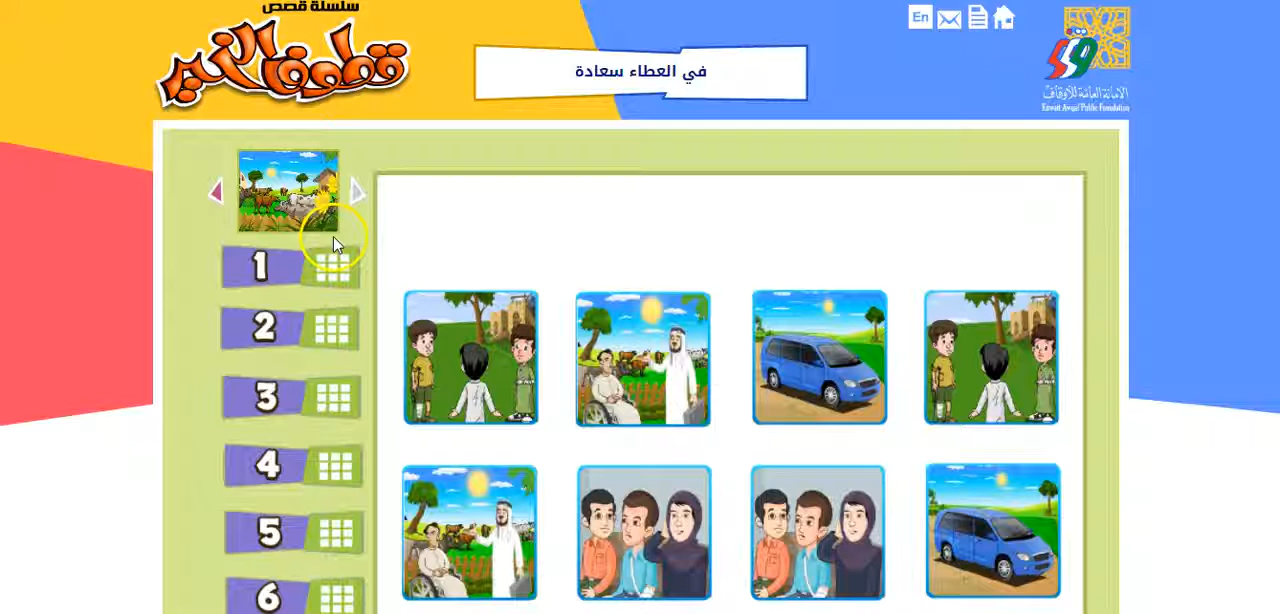 سلسلة قصص
قطوف الخير
في العطاء سعادة
En
الأمانة العامة للأوقاف
Kuwait Awqaf Public Foundation
1
2
3
4
5
6